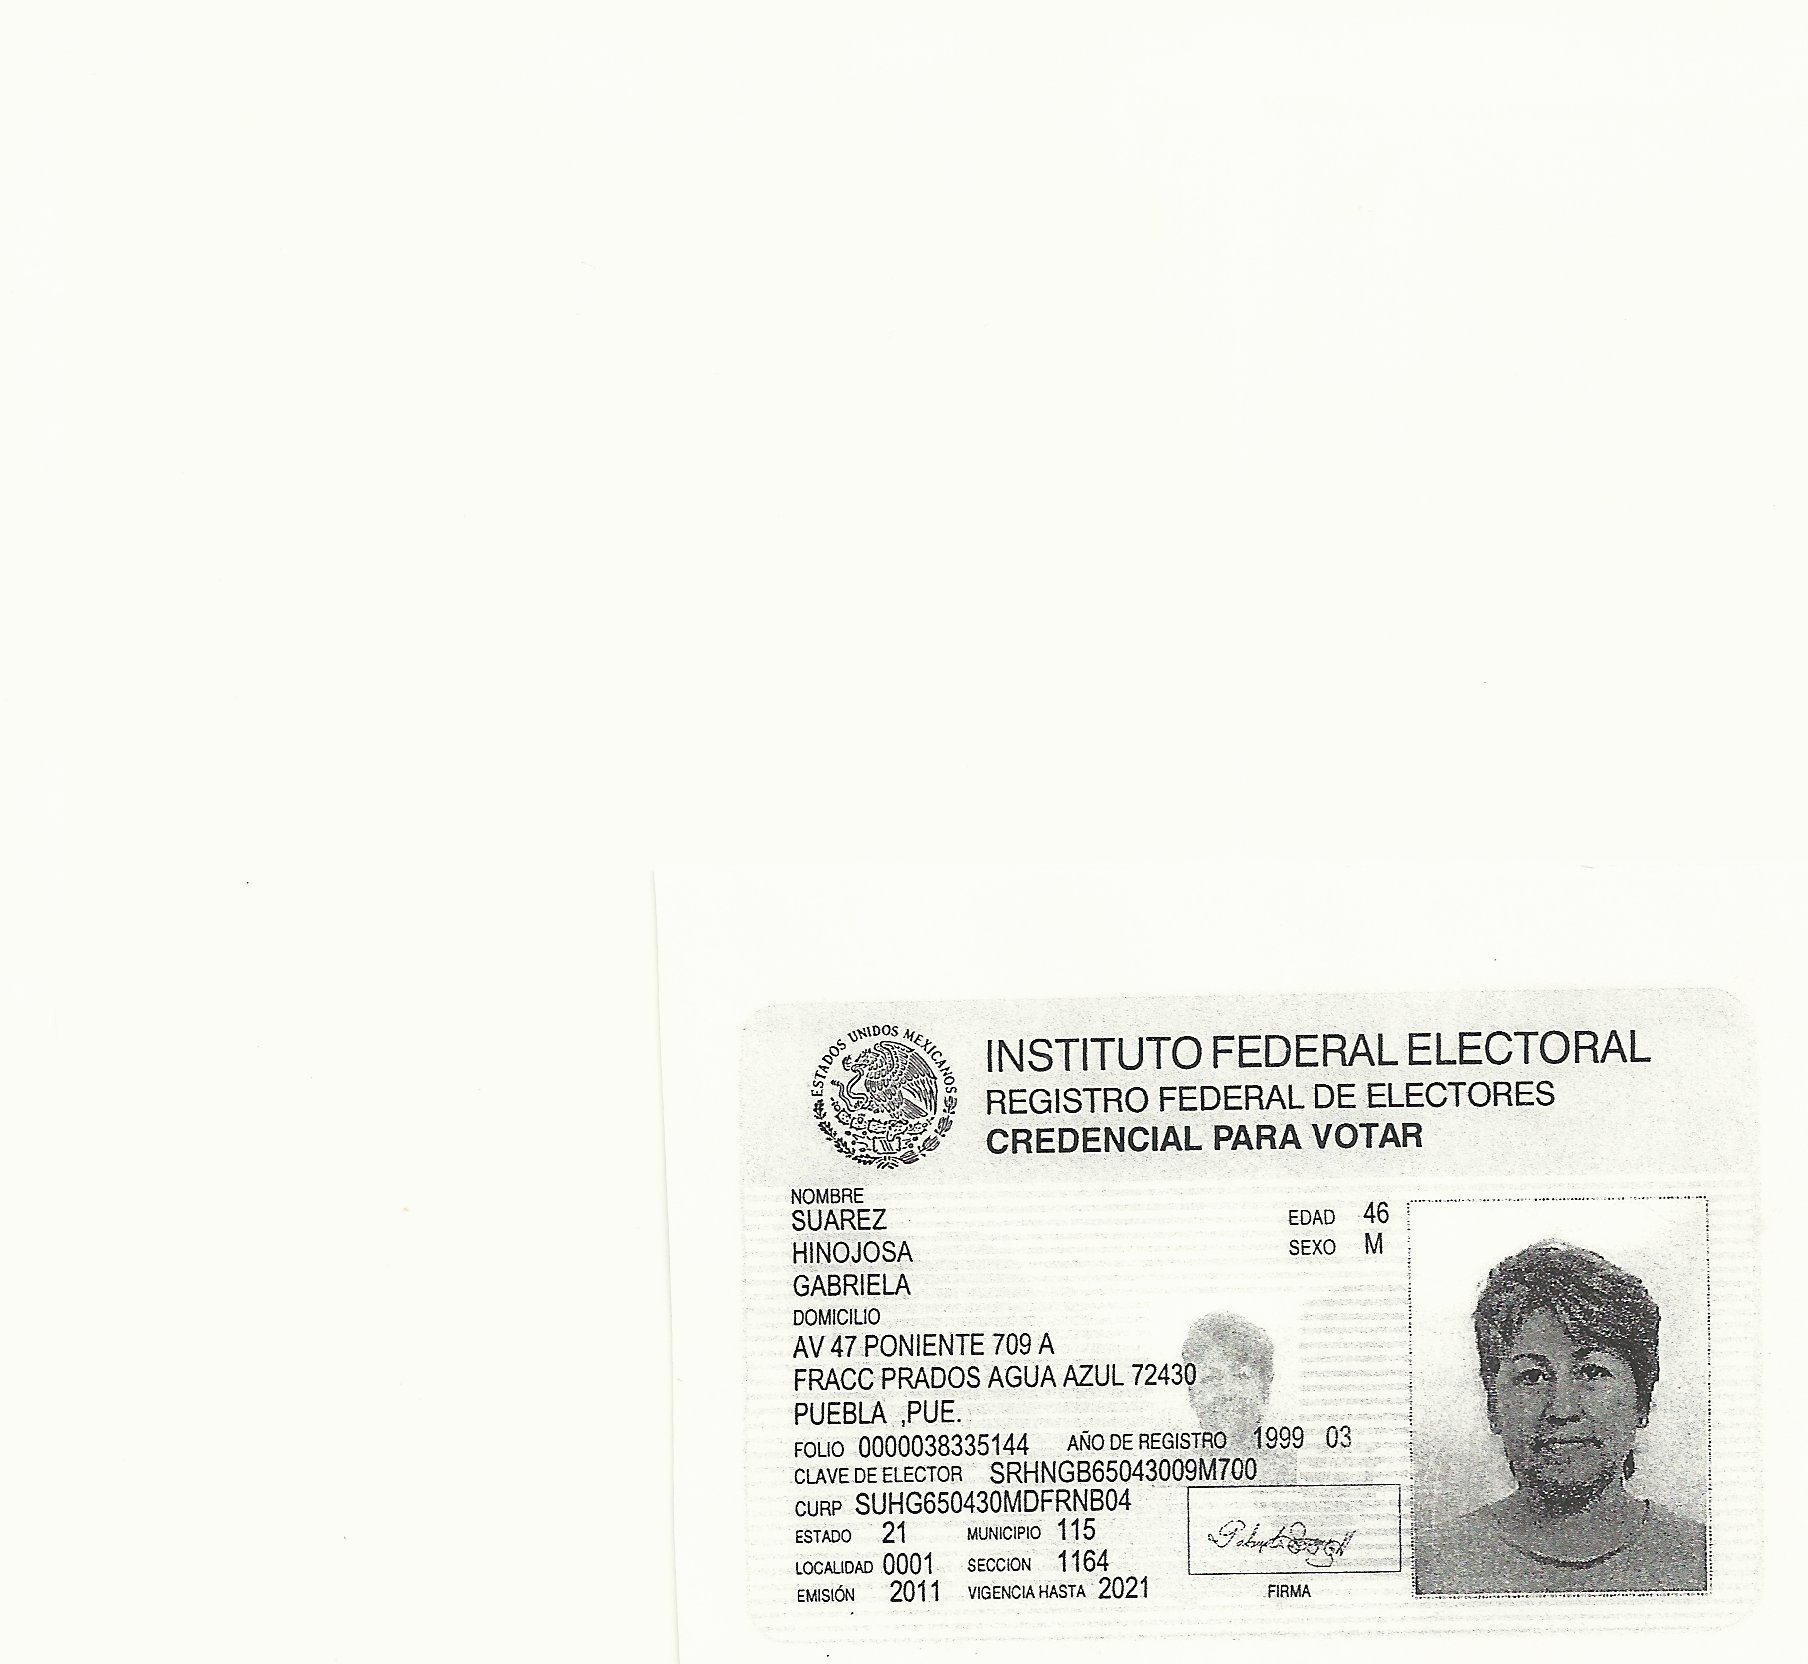 ESTADOS UNIDOS MEXICANOS
INSTITUTO FEDERAL ELECTORAL
REGISTRO FEDERAL DE ELECTORES
CREDENCIAL PARA VOTAR
NOMBRE
SUAREZ EDAD 46
HINOJOSA SEXO M
GABRIELA
DOMICILIO
AV 47 PONIENTE 709 A
FRACC PRADOS AGUA AZUL 72430
PUEBLA ,PUE.
FOLIO 0000038335144 AÑO DE REGISTRO 1999 03
CLAVE DE ELECTOR SRHNGB65043009M700
CURP SUHG650430MDFRNB04
ESTADO 21 MUNICIPIO 115
LOCALIDAD 0001 SECCION 1164
EMISIÓN 2011 VIGENCIA HASTA 2021 FIRMA